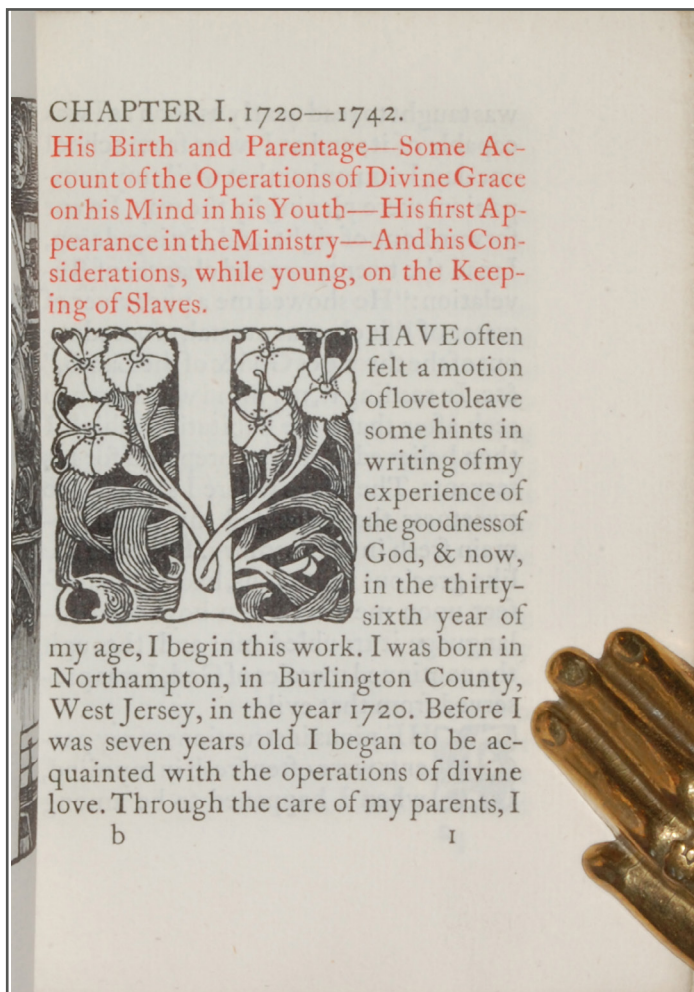 CHAPTER I. 1720—1742.
His Birth and Parentage—Some Ac-
count of the Operations of Divine Grace
on his Mind in his Youth—His first Ap-
pearance in the Ministry—And his Con-
siderations, while young, on the Keep-
ing of Slaves.
I HAVE often
felt a motion
of love to leave
some hints in
writing of my
experience of
the goodness of
God, & now,
in the thirty-
sixth year of
my age, I begin this work. I was born in
Northampton, in Burlington County,
West Jersey, in the year 1720. Before I
was seven years old I began to be ac-
quainted with the operations of divine
love. Through the care of my parents, I
b 1